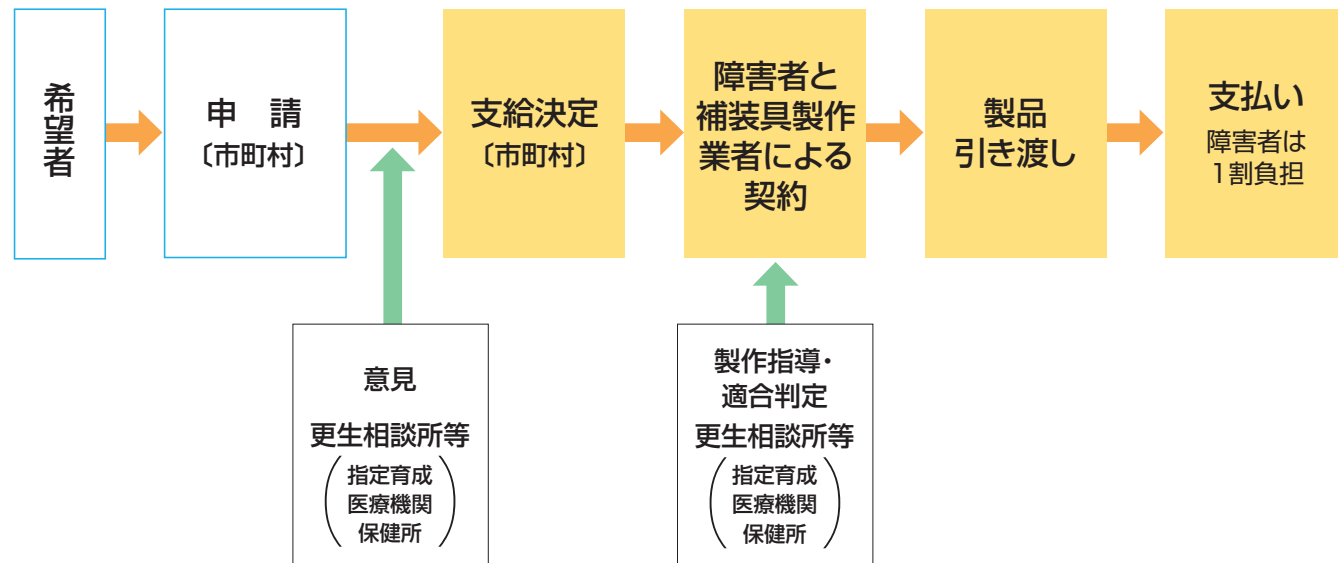 希望者
申　請
〔市町村〕
支給決定
〔市町村〕
障害者と
補装具製作
業者による
契約
製品
引き渡し
支払い
障害者は
1割負担
意見
更生相談所等
指定育成
医療機関
保健所
製作指導・
適合判定
更生相談所等
指定育成
医療機関
保健所